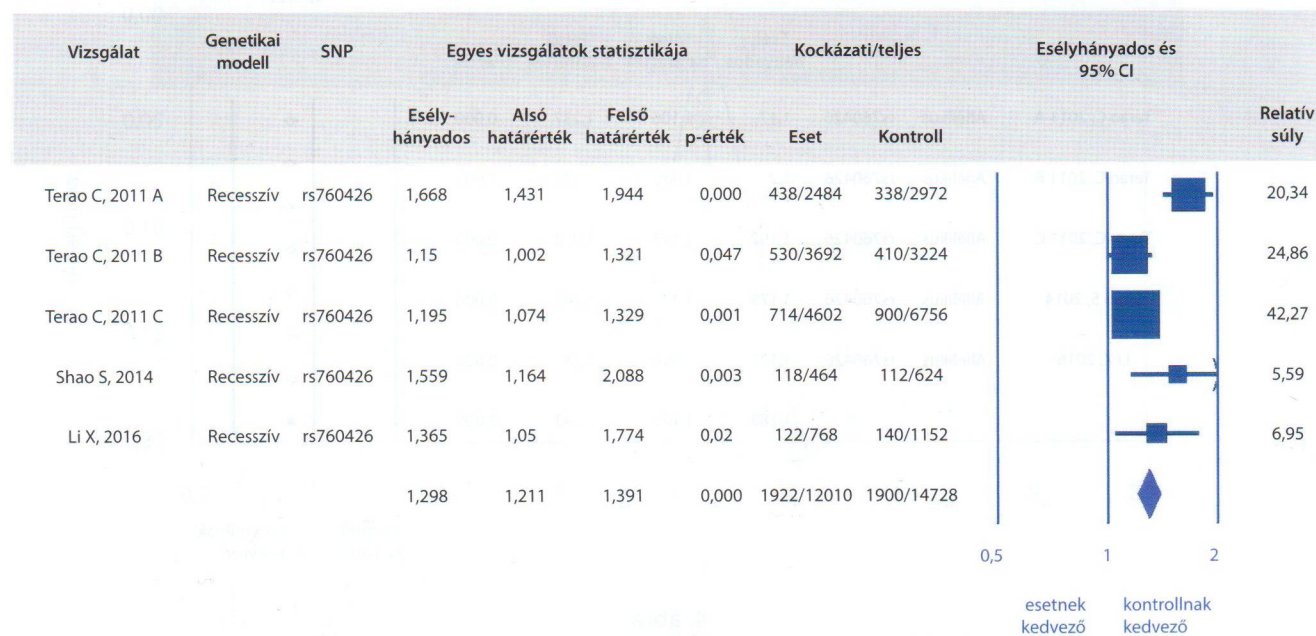 Vizsgálat Genetikai modell SNP Egyes vizsgálatok statisztikája Kockázati/teljes Esélyhányados és 95% CI
Esély-hányados Alsó határérték Felső határérték p-érték Eset Kontroll Relatív súly
Terao C, 2011 A Recesszív rs760426 1,668 1,431 1,944 0,000 438/2484 338/2972 20,34
Terao C, 2011 B Recesszív rs760426 1,15 1,002 1,321 0,047 530/3692 410/3224 24,86
Terao C, 2011 C Recesszív rs760426 1,195 1,074 1,329 0,001 714/4602 900/6756 42,27
Shao S, 2014 Recesszív rs760426 1,559 1,164 2,088 0,003 118/464 112/624 5,59
Li X, 2016 Recesszív rs760426 1,365 1,05 1,774 0,02 122/768 140/1152 6,95
1,298 1,211 1,391 0,000 1922/12010 1900/14728
0,5 1 2
esetnek kedvező kontrollnak kedvező